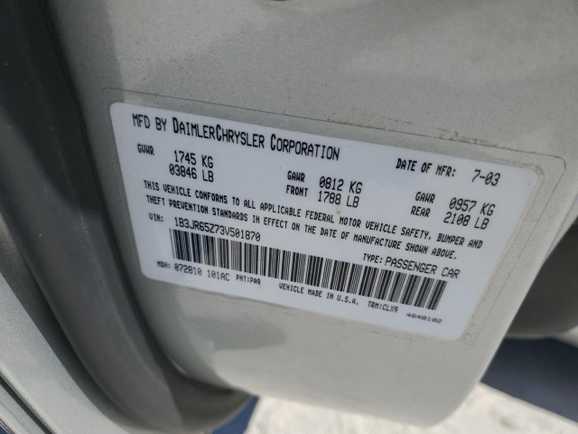 MFD BY DAIMLERCHRYSLER CORPORATION DATE OF MFR: 7-03
GVWR 1745 KG GAWR 0812 KG GAWR 0957 KG
03846 LB FRONT 1788 LB REAR 2108 LB
THIS VEHICLE CONFORMS TO ALL APPLICABLE FEDERAL MOTOR VEHICLE SAFETY, BUMPER AND
THEFT PREVENTION STANDARDS IN EFFECT ON THE DATE OF MANUFACTURE SHOWN ABOVE.
VIN: 1B3JR65Z73V501870 TYPE: PASSENGER CAR
MDH: 072810 101AC PNT: VEHICLE MADE IN U.S.A. TRM: